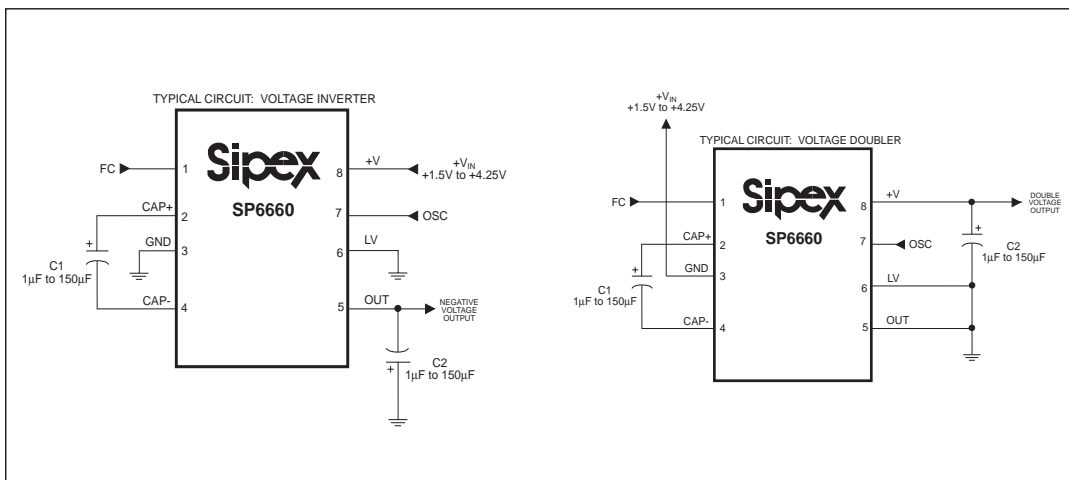 TYPICAL CIRCUIT: VOLTAGE INVERTER
Sipex
SP6660
FC
1
CAP+
2
GND
3
C1
1µF to 150µF
CAP-
4
+V
8
+VIN
+1.5V to +4.25V
7
OSC
LV
6
5
OUT
NEGATIVE
VOLTAGE
OUTPUT
C2
+
1µF to 150µF
+
+VIN
+1.5V to +4.25V
TYPICAL CIRCUIT: VOLTAGE DOUBLER
Sipex
SP6660
FC
1
CAP+
2
+
GND
3
C1
1µF to 150µF
CAP-
4
+V
8
DOUBLE
VOLTAGE
OUTPUT
7
OSC
+
C2
1µF to 150µF
LV
6
OUT
5